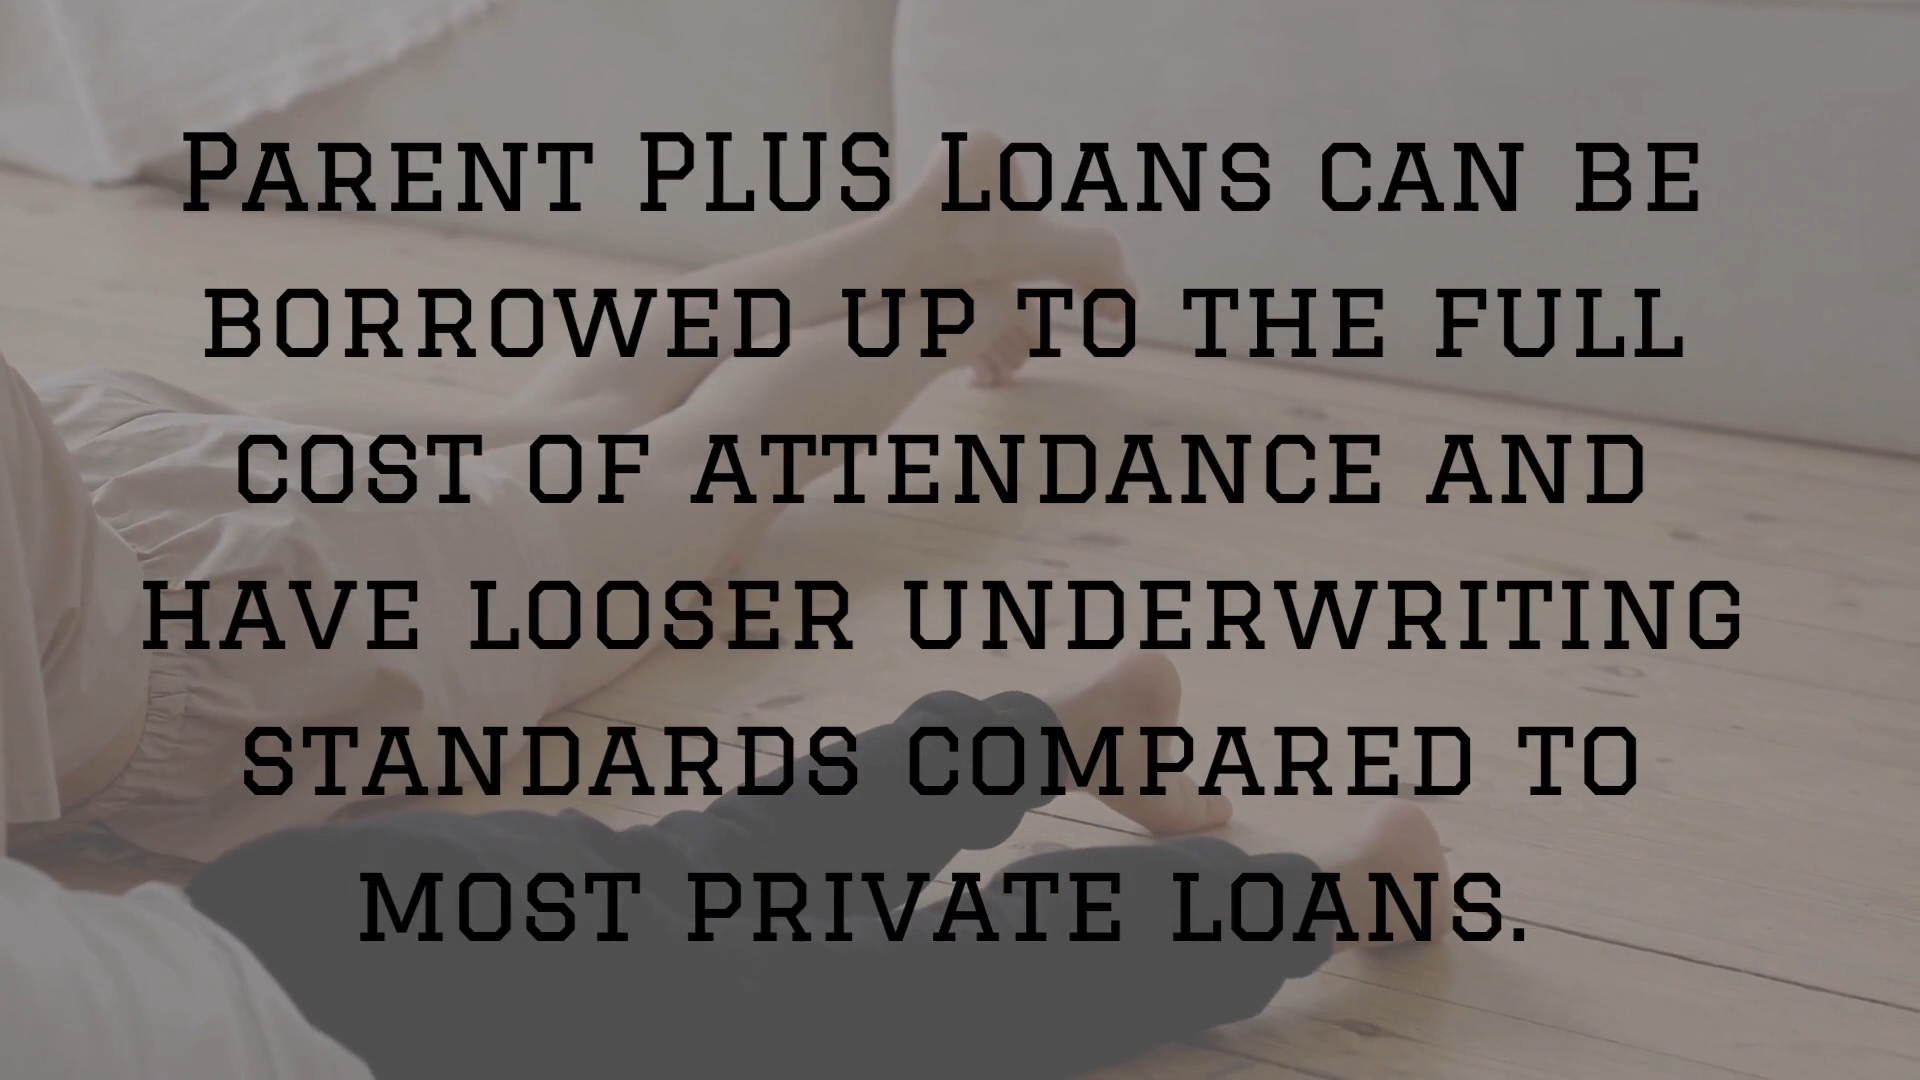 Parent PLUS Loans can be
borrowed up to the full
cost of attendance and
have looser underwriting
standards compared to
most private loans.